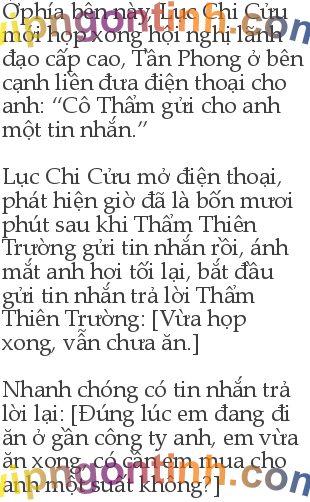 Ở phía bên này, Lục Chi Cửu
mới họp xong hội nghị lãnh
đạo cấp cao, Tần Phong ở bên
cạnh liền đưa điện thoại cho
anh: “Cô Thẩm gửi cho anh
một tin nhắn.”
Lục Chi Cửu mở điện thoại,
phát hiện giờ đã là bốn mươi
phút sau khi Thẩm Thiên
Trường gửi tin nhắn rồi, ánh
mắt anh hơi tối lại, bắt đầu
gửi tin nhắn trả lời Thẩm
Thiên Trường: [Vừa họp
xong, vẫn chưa ăn.]
Nhanh chóng có tin nhắn trả
lời lại: [Đúng lúc em đang đi
ăn ở gần công ty anh, em vừa
ăn xong, có cần em mua cho
anh một suất không?]
vipngontinh.com
vipngontinh.com